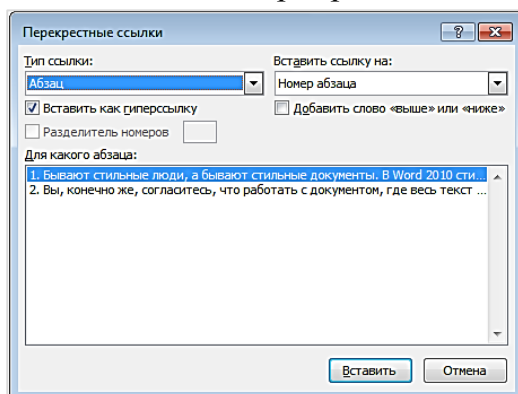 Перекрестные ссылки
Тип ссылки:
Вставить ссылку на:
Абзац
Номер абзаца
Вставить как гиперссылку
Добавить слово «выше» или «ниже»
Разделитель номеров
Для какого абзаца:
1. Бывают стильные люди, а бывают стильные документы. В Word 2010 сти...
2. Вы, конечно же, согласитесь, что работать с документом, где весь текст ...
Вставить
Отмена